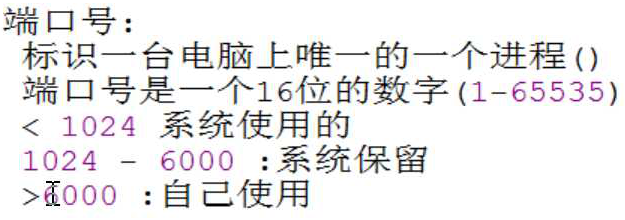 端口号:
标识一台电脑上唯一的一个进程()
端口号是一个16位的数字(1-65535)
< 1024 系统使用的
1024 - 6000 :系统保留
>6000 :自己使用